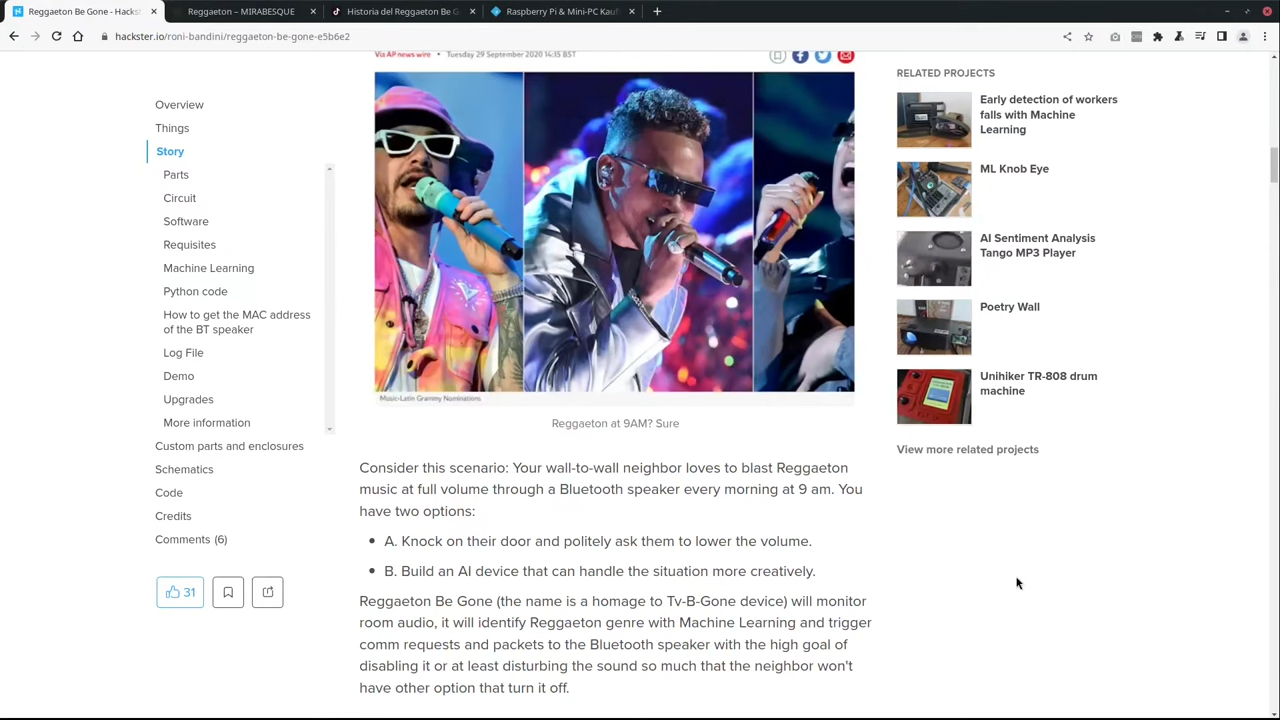 Reggaeton Be Gone - Hackst
Reggaeton – MIRABESQUE
Historia del Reggaeton Be G
Raspberry Pi & Mini-PC Kauf
hackster.io/roni-bandini/reggaeton-be-gone-e5b6e2
Overview
Things
Story
Parts
Circuit
Software
Requisites
Machine Learning
Python code
How to get the MAC address
of the BT speaker
Log File
Demo
Upgrades
More information
Custom parts and enclosures
Schematics
Code
Credits
Comments (6)
31
Via AP news wire • Tuesday 29 September 2020 14:15 BST
Music-Latin Grammy Nominations
Reggaeton at 9AM? Sure
Consider this scenario: Your wall-to-wall neighbor loves to blast Reggaeton
music at full volume through a Bluetooth speaker every morning at 9 am. You
have two options:
A. Knock on their door and politely ask them to lower the volume.
B. Build an AI device that can handle the situation more creatively.
Reggaeton Be Gone (the name is a homage to Tv-B-Gone device) will monitor
room audio, it will identify Reggaeton genre with Machine Learning and trigger
comm requests and packets to the Bluetooth speaker with the high goal of
disabling it or at least disturbing the sound so much that the neighbor won't
have other option that turn it off.
RELATED PROJECTS
Early detection of workers
falls with Machine
Learning
ML Knob Eye
AI Sentiment Analysis
Tango MP3 Player
Poetry Wall
Unihiker TR-808 drum
machine
View more related projects